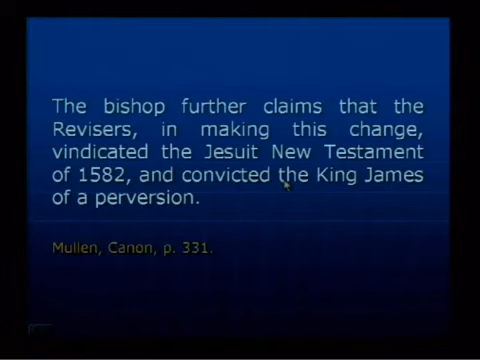 The bishop further claims that the
Revisers, in making this change,
vindicated the Jesuit New Testament
of 1582, and convicted the King James
of a perversion.
Mullen, Canon, p. 331.